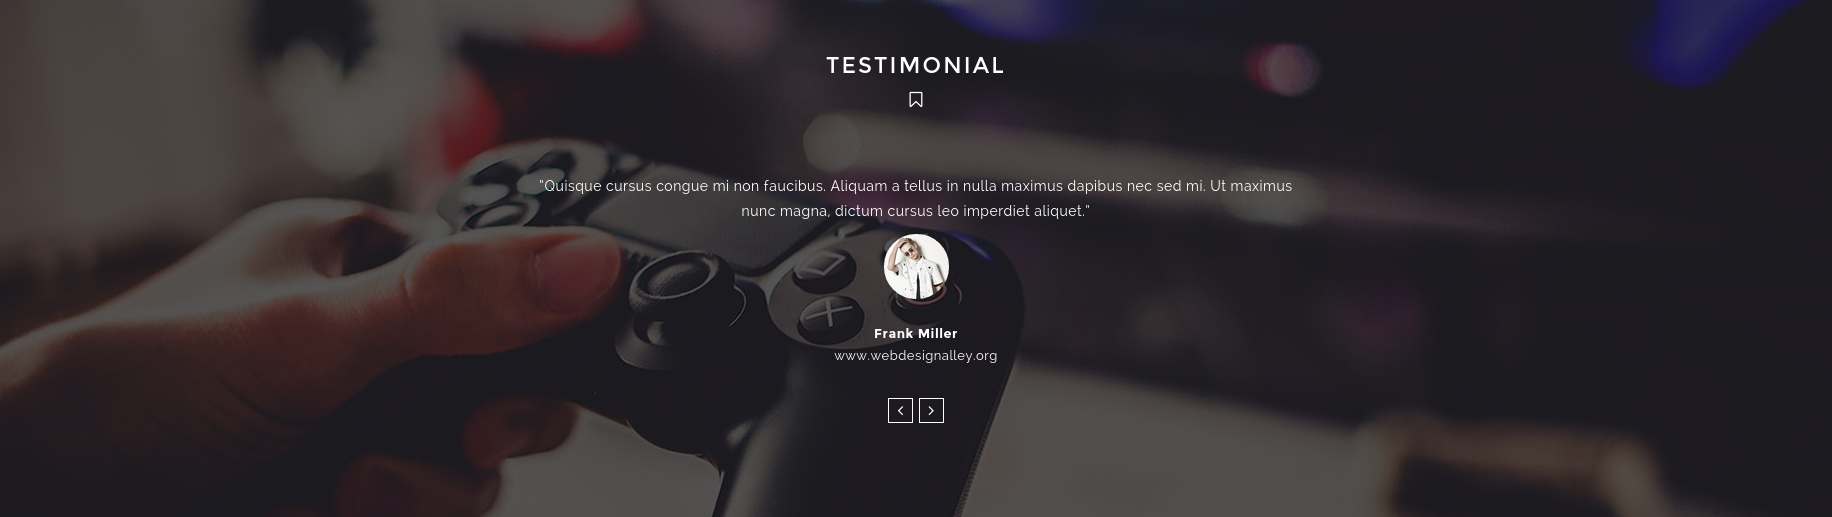 TESTIMONIAL
"Quisque cursus congue mi non faucibus. Aliquam a tellus in nulla maximus dapibus nec sed mi. Ut maximus
nunc magna, dictum cursus leo imperdiet aliquet."
Frank Miller
www.webdesignalley.org